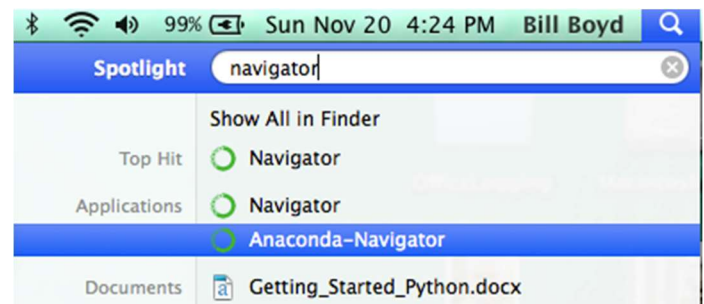 99% Sun Nov 20 4:24 PM Bill Boyd
Spotlight navigator
Show All in Finder
Top Hit Navigator
Applications Navigator
Anaconda-Navigator
Documents Getting_Started_Python.docx